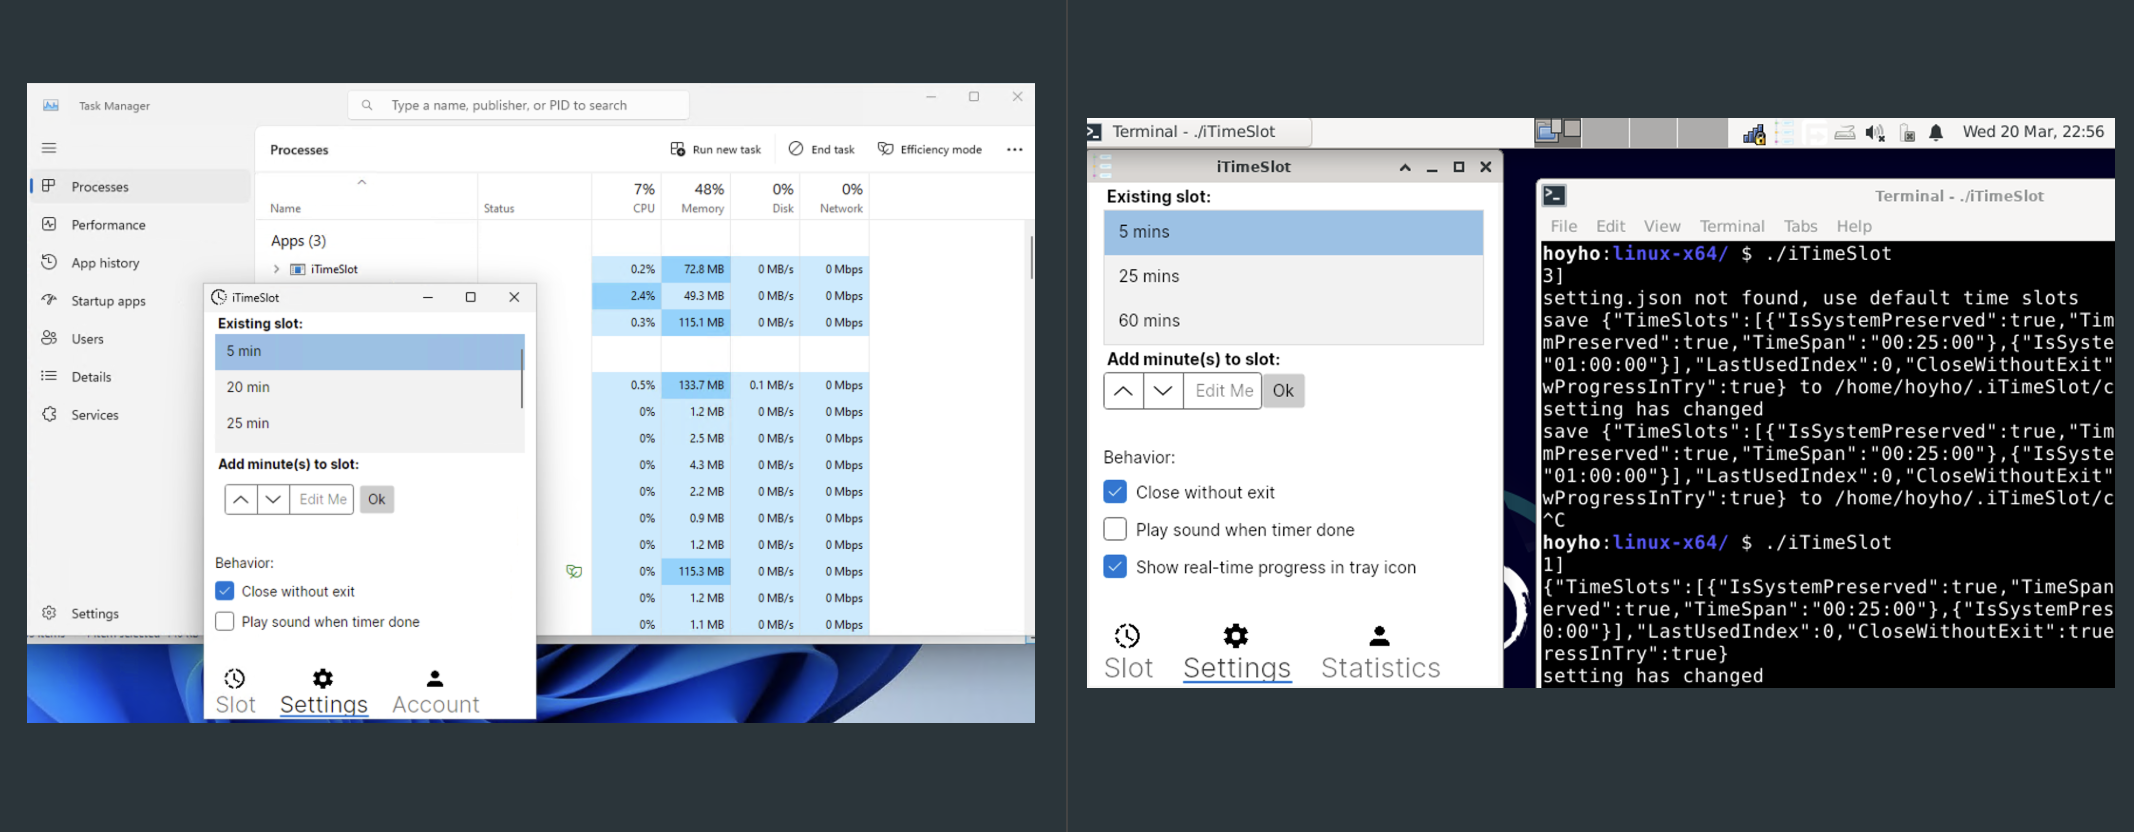 Task Manager
Type a name, publisher, or PID to search
Processes
Run new task
End task
Efficiency mode
Processes
Performance
App history
Startup apps
Users
Details
Services
Settings
7% 48% 0% 0%
Name Status CPU Memory Disk Network
Apps (3)
iTimeSlot 0.2% 72.8 MB 0 MB/s 0 Mbps
2.4% 49.3 MB 0 MB/s 0 Mbps
0.3% 115.1 MB 0 MB/s 0 Mbps
0.5% 133.7 MB 0.1 MB/s 0 Mbps
0% 1.2 MB 0 MB/s 0 Mbps
0% 2.5 MB 0 MB/s 0 Mbps
0% 4.3 MB 0 MB/s 0 Mbps
0% 2.2 MB 0 MB/s 0 Mbps
0% 0.9 MB 0 MB/s 0 Mbps
0% 1.2 MB 0 MB/s 0 Mbps
0% 115.3 MB 0 MB/s 0 Mbps
0% 1.2 MB 0 MB/s 0 Mbps
0% 1.1 MB 0 MB/s 0 Mbps
iTimeSlot
Existing slot:
5 min
20 min
25 min
Add minute(s) to slot:
Edit Me Ok
Behavior:
Close without exit
Play sound when timer done
Slot Settings Account
Terminal - ./iTimeSlot
Wed 20 Mar, 22:56
iTimeSlot
Existing slot:
5 mins
25 mins
60 mins
Add minute(s) to slot:
Edit Me Ok
Behavior:
Close without exit
Play sound when timer done
Show real-time progress in tray icon
Slot Settings Statistics
Terminal - ./iTimeSlot
File Edit View Terminal Tabs Help
hoyho:linux-x64/ $ ./iTimeSlot
3]
setting.json not found, use default time slots
save {"TimeSlots":[{"IsSystemPreserved":true,"Tim
mPreserved":true,"TimeSpan":"00:25:00"},{"IsSyste
"01:00:00"}],"LastUsedIndex":0,"CloseWithoutExit"
wProgressInTry":true} to /home/hoyho/.iTimeSlot/c
setting has changed
save {"TimeSlots":[{"IsSystemPreserved":true,"Tim
mPreserved":true,"TimeSpan":"00:25:00"},{"IsSyste
"01:00:00"}],"LastUsedIndex":0,"CloseWithoutExit"
wProgressInTry":true} to /home/hoyho/.iTimeSlot/c
^C
hoyho:linux-x64/ $ ./iTimeSlot
1]
{"TimeSlots":[{"IsSystemPreserved":true,"TimeSpan
erved":true,"TimeSpan":"00:25:00"},{"IsSystemPres
0:00"}],"LastUsedIndex":0,"CloseWithoutExit":true
ressInTry":true}
setting has changed